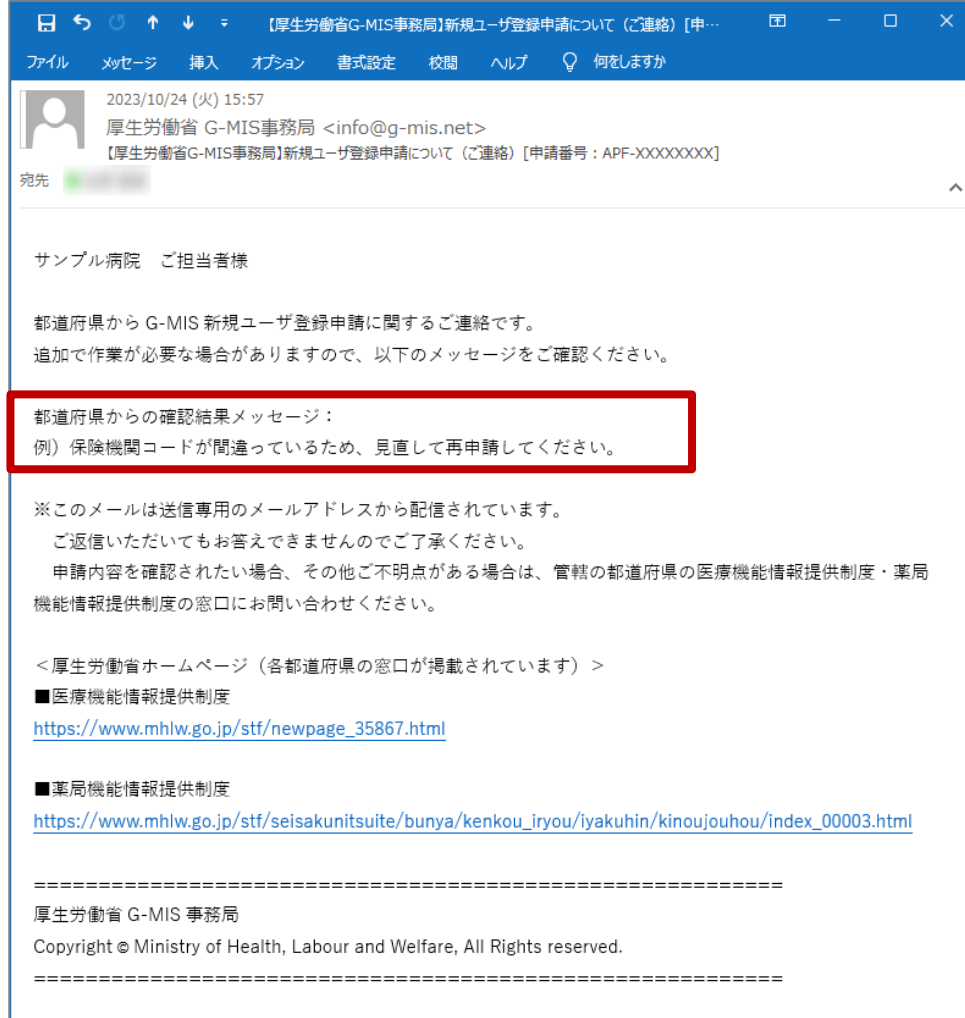 【厚生労働省G-MIS事務局】新規ユーザ登録申請について（ご連絡）[申…
ファイル メッセージ 挿入 オプション 書式設定 校閲 ヘルプ 何をしますか
2023/10/24 (火) 15:57
厚生労働省 G-MIS事務局 <info@g-mis.net>
【厚生労働省G-MIS事務局】新規ユーザ登録申請について（ご連絡）[申請番号：APF-XXXXXXXX]
宛先
サンプル病院　ご担当者様
都道府県から G-MIS 新規ユーザ登録申請に関するご連絡です。
追加で作業が必要な場合がありますので、以下のメッセージをご確認ください。
都道府県からの確認結果メッセージ：
例）保険機関コードが間違っているため、見直して再申請してください。
※このメールは送信専用のメールアドレスから配信されています。
ご返信いただいてもお答えできませんのでご了承ください。
申請内容を確認されたい場合、その他ご不明点がある場合は、管轄の都道府県の医療機能情報提供制度・薬局
機能情報提供制度の窓口にお問い合わせください。
＜厚生労働省ホームページ（各都道府県の窓口が掲載されています）＞
■医療機能情報提供制度
https://www.mhlw.go.jp/stf/newpage_35867.html
■薬局機能情報提供制度
https://www.mhlw.go.jp/stf/seisakunitsuite/bunya/kenkou_iryou/iyakuhin/kinoujouhou/index_00003.html
============================================================
厚生労働省 G-MIS 事務局
Copyright © Ministry of Health, Labour and Welfare, All Rights reserved.
============================================================